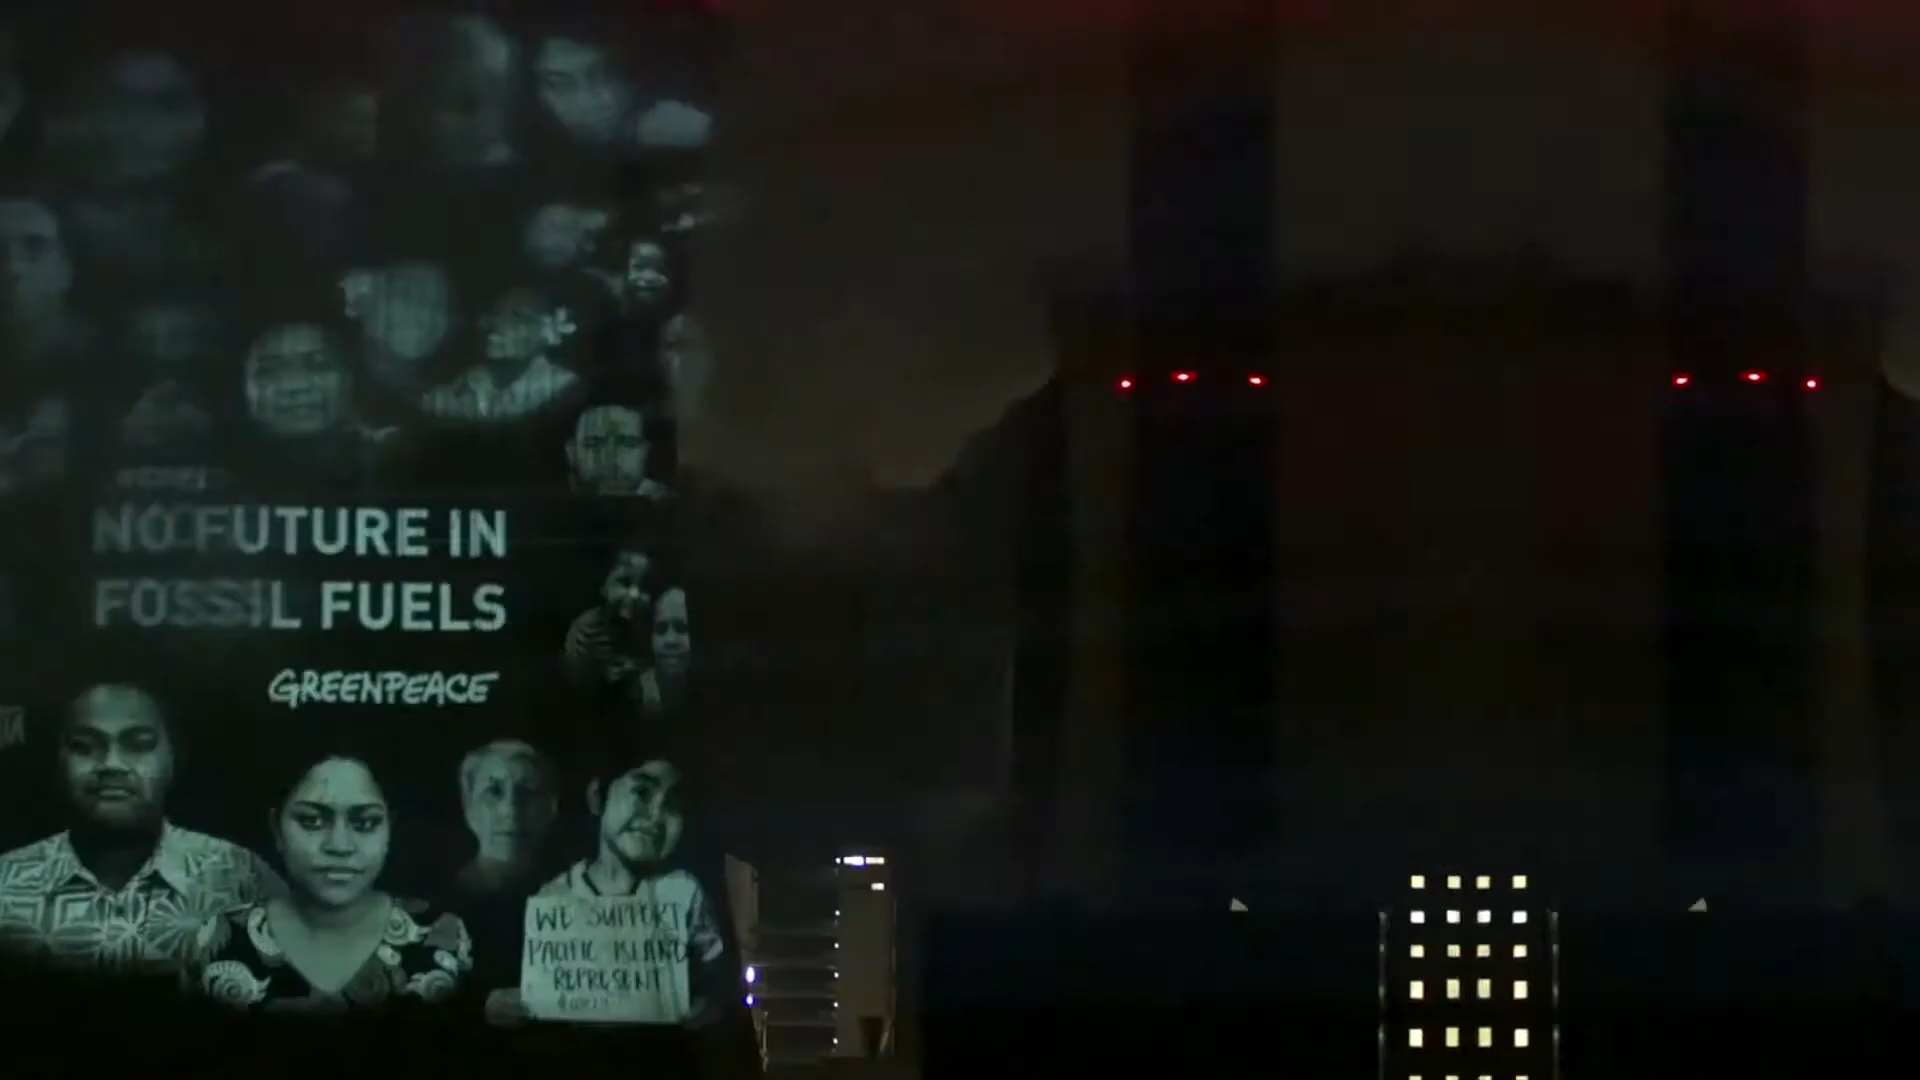 NO FUTURE IN
FOSSIL FUELS
GREENPEACE
WE SUPPORT
PACIFIC ISLAND
REPRESENT